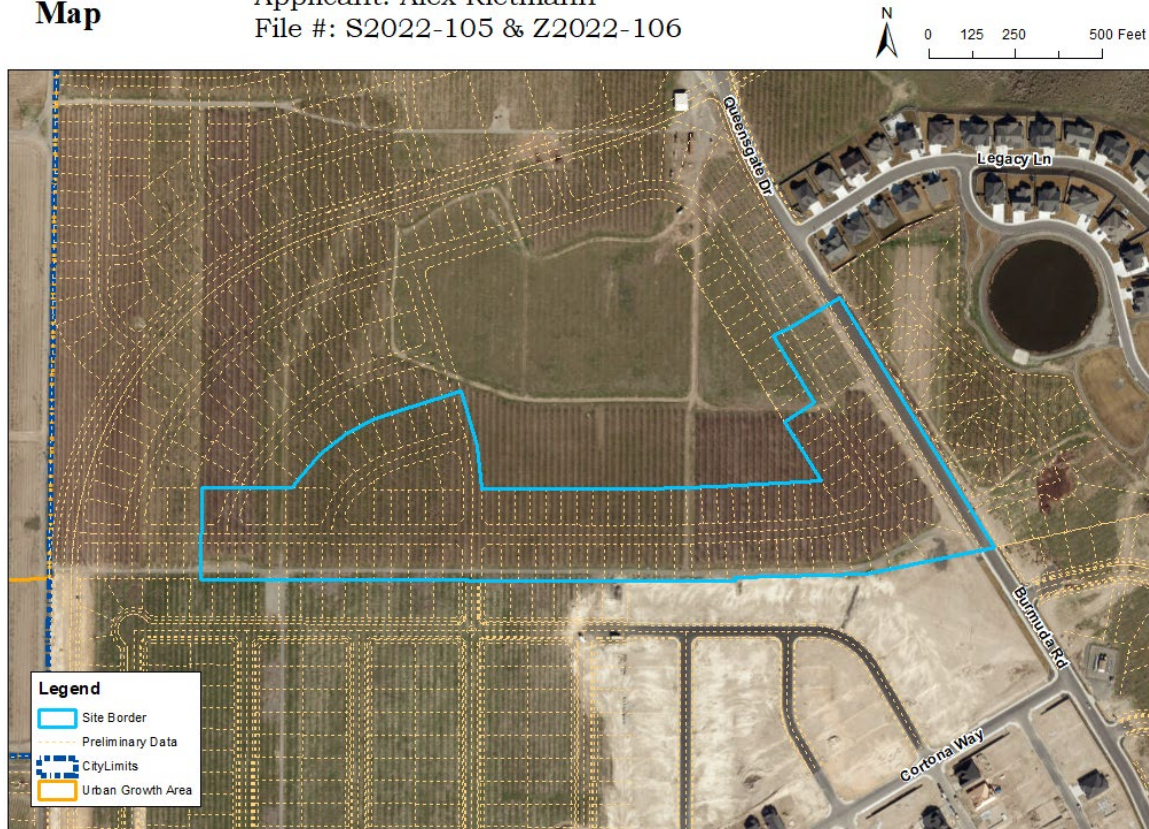 Map
File #: S2022-105 & Z2022-106
N
0 125 250 500 Feet
Queensgate Dr
Legacy Ln
Burmuda Rd
Cortona Way
Legend
Site Border
Preliminary Data
CityLimits
Urban Growth Area